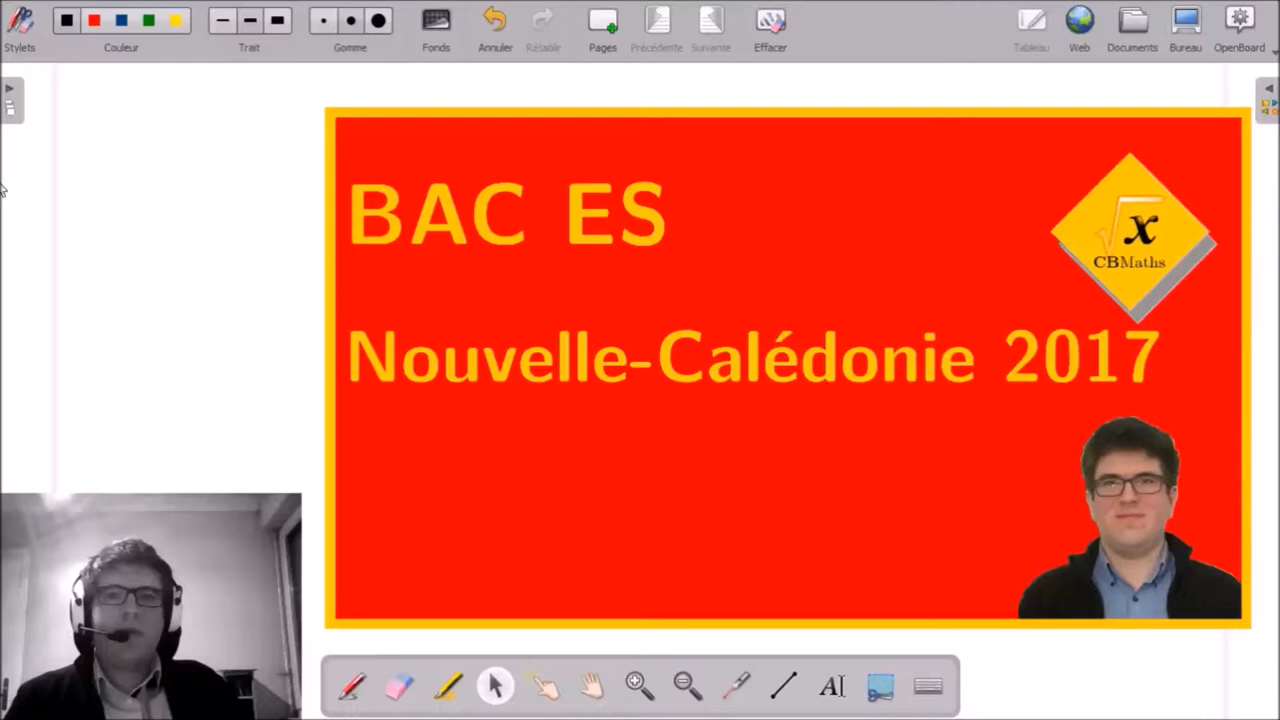 Stylets
Couleur
Trait
Gomme
Fonds
Annuler
Rétablir
Pages
Précédente
Suivante
Effacer
Tableau
Web
Documents
Bureau
OpenBoard
BAC ES
√x
CBMaths
Nouvelle-Calédonie 2017
AI